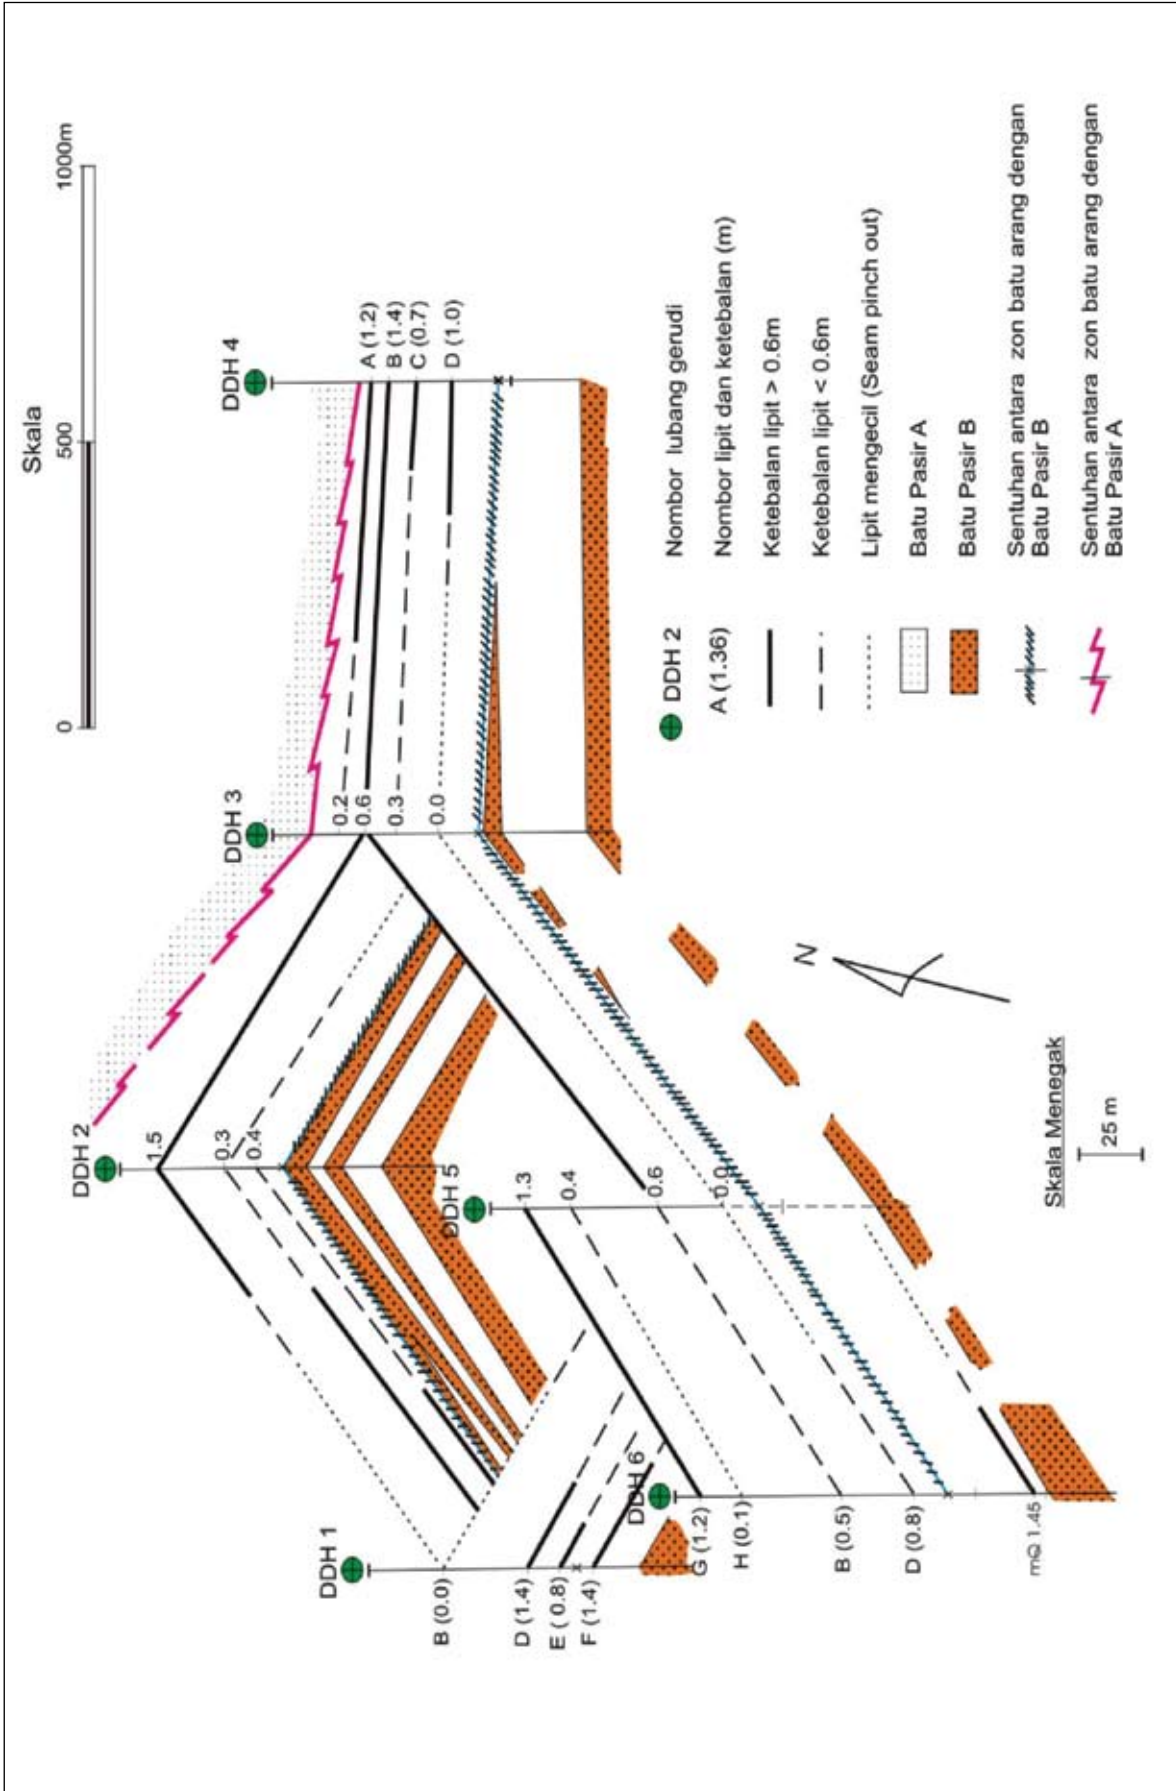 Skala
0 500 1000m
DDH 1
B (0.0)
D (1.4)
E ( 0.8)
F (1.4)
DDH 2
1.5
0.3
0.4
DDH 3
0.2
0.6
0.3
0.0
DDH 4
A (1.2)
B (1.4)
C (0.7)
D (1.0)
DDH 5
1.3
0.4
0.6
0.0
DDH 6
G (1.2)
H (0.1)
B (0.5)
D (0.8)
mQ 1.45
N
Skala Menegak
25 m
DDH 2 Nombor lubang gerudi
A (1.36) Nombor lipit dan ketebalan (m)
Ketebalan lipit > 0.6m
Ketebalan lipit < 0.6m
Lipit mengecil (Seam pinch out)
Batu Pasir A
Batu Pasir B
Sentuhan antara zon batu arang dengan
Batu Pasir B
Sentuhan antara zon batu arang dengan
Batu Pasir A